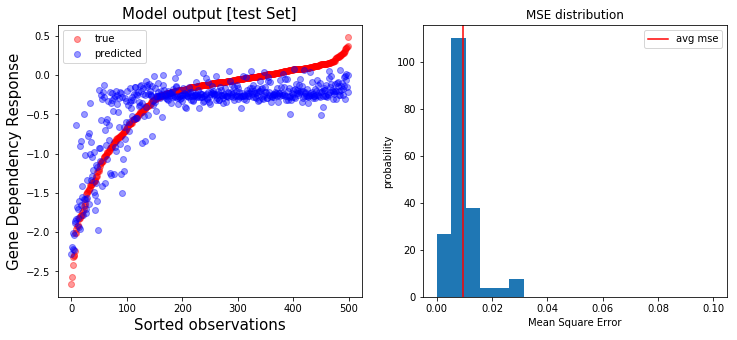 Model output [test Set]
true
predicted
Gene Dependency Response
0.5
0.0
−0.5
−1.0
−1.5
−2.0
−2.5
0 100 200 300 400 500
Sorted observations
MSE distribution
avg mse
probability
100
80
60
40
20
0
0.00 0.02 0.04 0.06 0.08 0.10
Mean Square Error